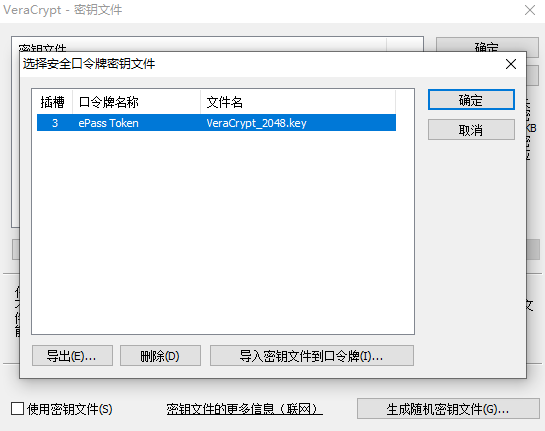 VeraCrypt - 密钥文件
密钥文件
确定
选择安全口令牌密钥文件
插槽 口令牌名称 文件名
3 ePass Token VeraCrypt_2048.key
确定
取消
KB
文
导出(E)...
删除(D)
导入密钥文件到口令牌(I)...
使用密钥文件(S)
密钥文件的更多信息（联网）
生成随机密钥文件(G)...